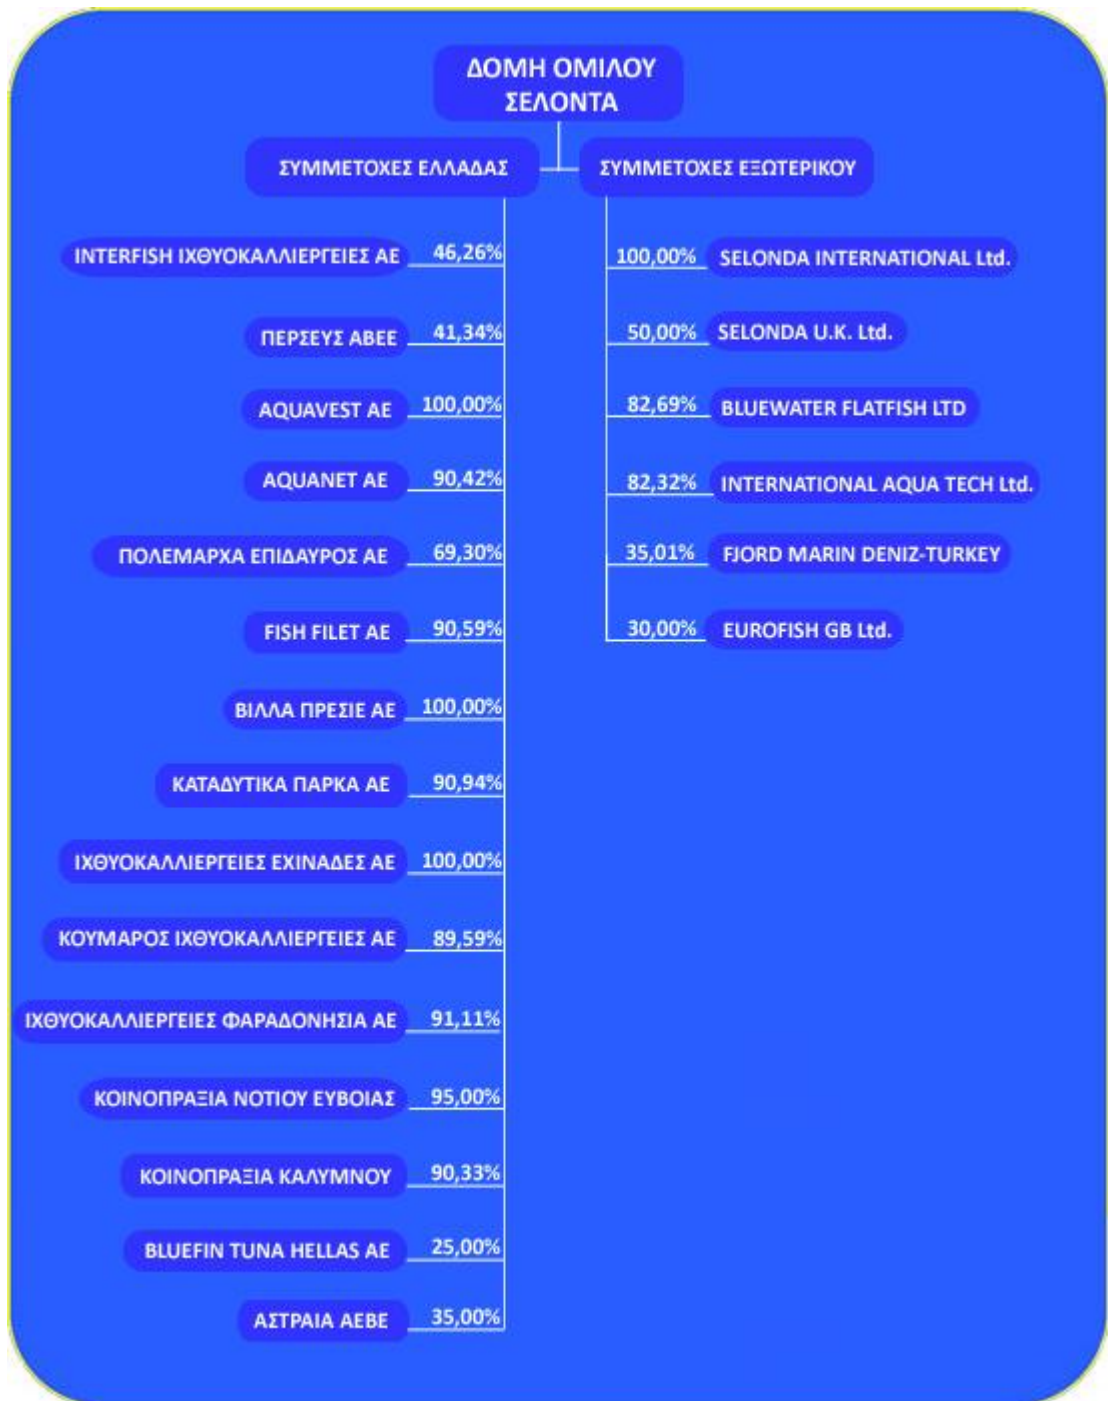 ΔΟΜΗ ΟΜΙΛΟΥ
ΣΕΛΟΝΤΑ
ΣΥΜΜΕΤΟΧΕΣ ΕΛΛΑΔΑΣ
INTERFISH ΙΧΘΥΟΚΑΛΛΙΕΡΓΕΙΕΣ ΑΕ 46,26%
ΠΕΡΣΕΥΣ ΑΒΕΕ 41,34%
AQUAVEST ΑΕ 100,00%
AQUANET ΑΕ 90,42%
ΠΟΛΕΜΑΡΧΑ ΕΠΙΔΑΥΡΟΣ ΑΕ 69,30%
FISH FILET ΑΕ 90,59%
ΒΙΛΛΑ ΠΡΕΣΙΕ ΑΕ 100,00%
ΚΑΤΑΔΥΤΙΚΑ ΠΑΡΚΑ ΑΕ 90,94%
ΙΧΘΥΟΚΑΛΛΙΕΡΓΕΙΕΣ ΕΧΙΝΑΔΕΣ ΑΕ 100,00%
ΚΟΥΜΑΡΟΣ ΙΧΘΥΟΚΑΛΛΙΕΡΓΕΙΕΣ ΑΕ 89,59%
ΙΧΘΥΟΚΑΛΛΙΕΡΓΕΙΕΣ ΦΑΡΑΔΟΝΗΣΙΑ ΑΕ 91,11%
ΚΟΙΝΟΠΡΑΞΙΑ ΝΟΤΙΟΥ ΕΥΒΟΙΑΣ 95,00%
ΚΟΙΝΟΠΡΑΞΙΑ ΚΑΛΥΜΝΟΥ 90,33%
BLUEFIN TUNA HELLAS ΑΕ 25,00%
ΑΣΤΡΑΙΑ ΑΕΒΕ 35,00%
ΣΥΜΜΕΤΟΧΕΣ ΕΞΩΤΕΡΙΚΟΥ
100,00% SELONDA INTERNATIONAL Ltd.
50,00% SELONDA U.K. Ltd.
82,69% BLUEWATER FLATFISH LTD
82,32% INTERNATIONAL AQUA TECH Ltd.
35,01% FJORD MARIN DENIZ-TURKEY
30,00% EUROFISH GB Ltd.